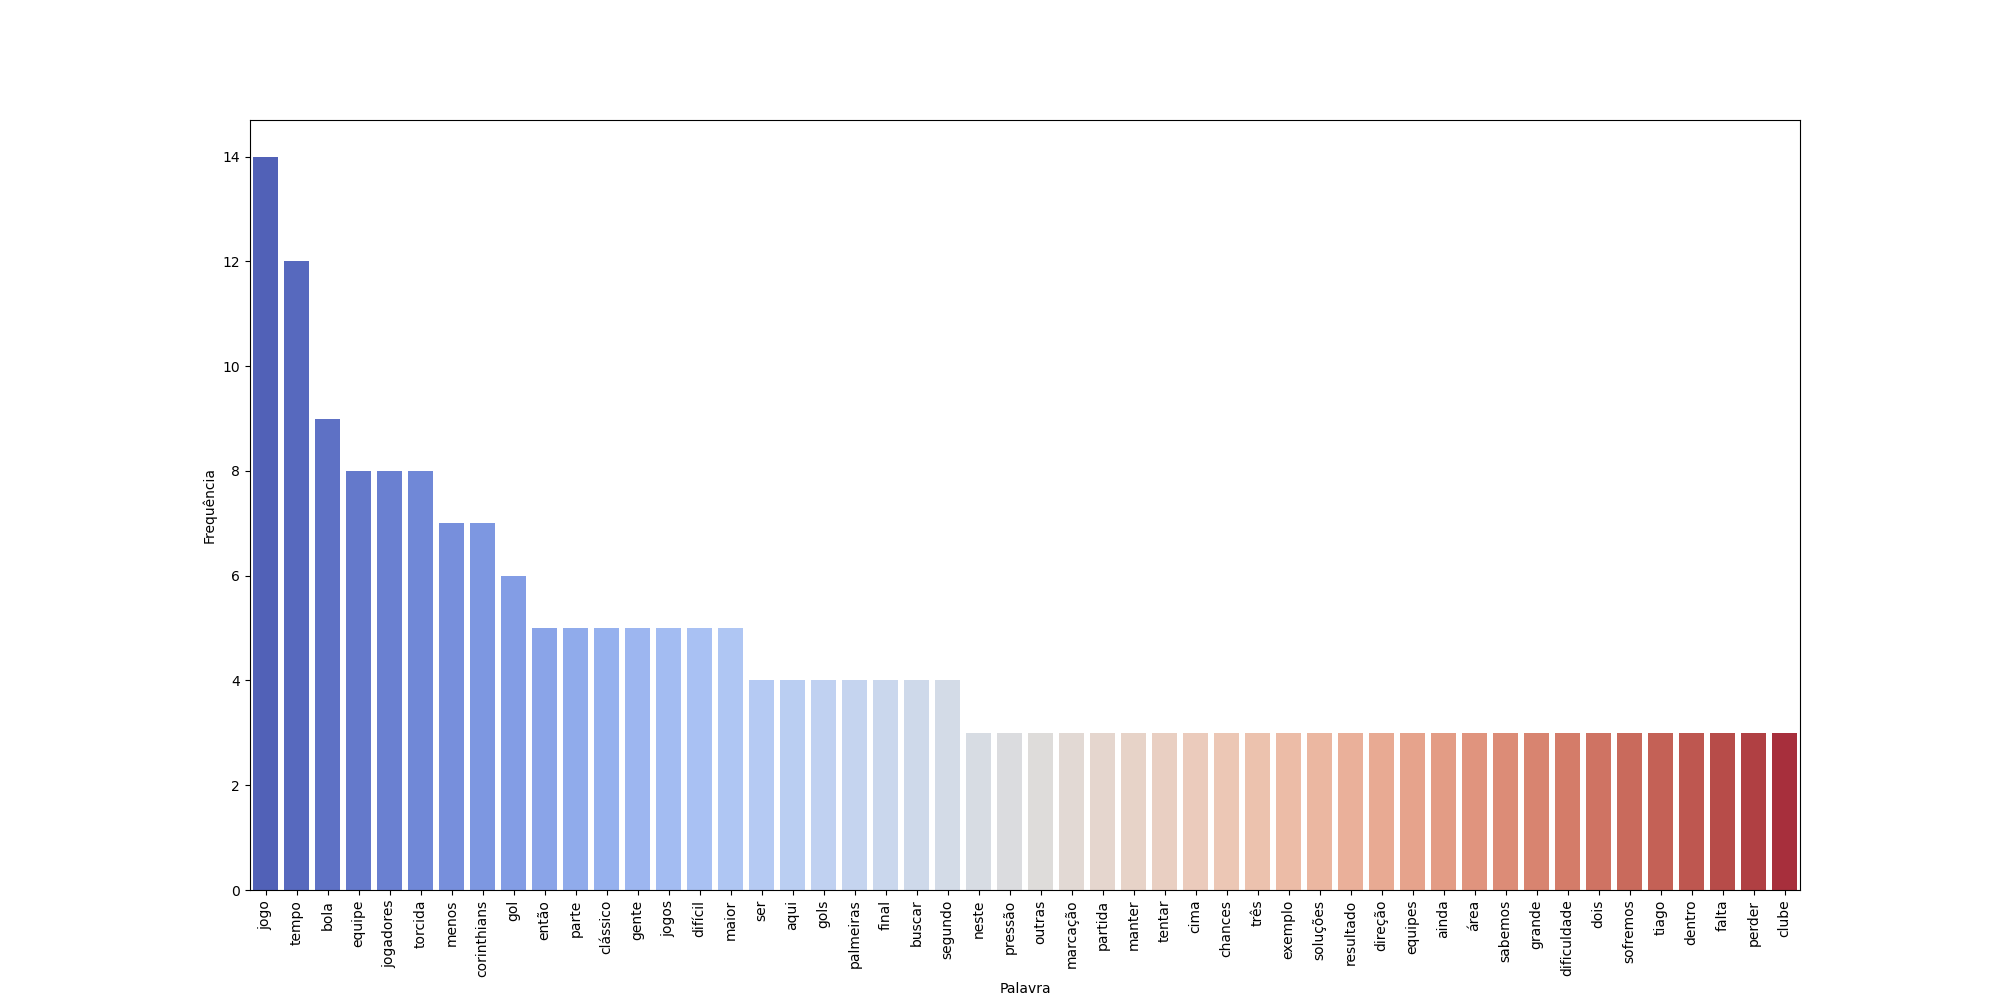 14
12
10
8
6
4
2
0
Frequência
jogo
tempo
bola
equipe
jogadores
torcida
menos
corinthians
gol
então
parte
clássico
gente
jogos
difícil
maior
ser
aqui
gols
palmeiras
final
buscar
segundo
neste
pressão
outras
marcação
partida
manter
tentar
cima
chances
três
exemplo
soluções
resultado
direção
equipes
ainda
área
sabemos
grande
dificuldade
dois
sofremos
tiago
dentro
falta
perder
clube
Palavra